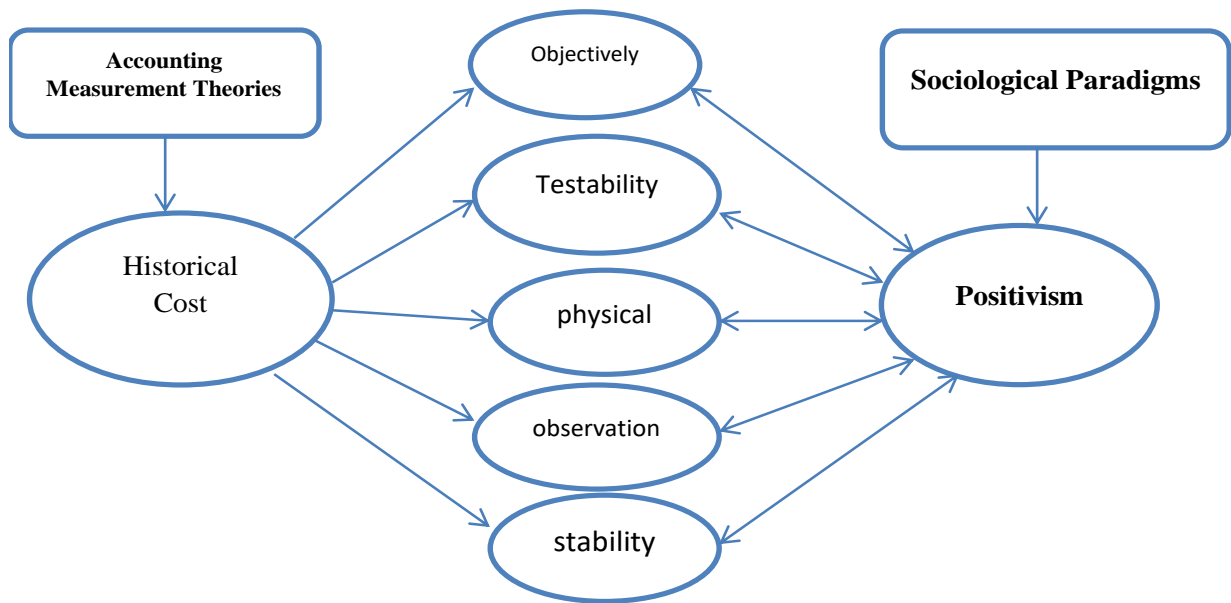 Accounting
Measurement Theories
Objectively
Sociological Paradigms
Testability
Historical
Cost
physical
Positivism
observation
stability